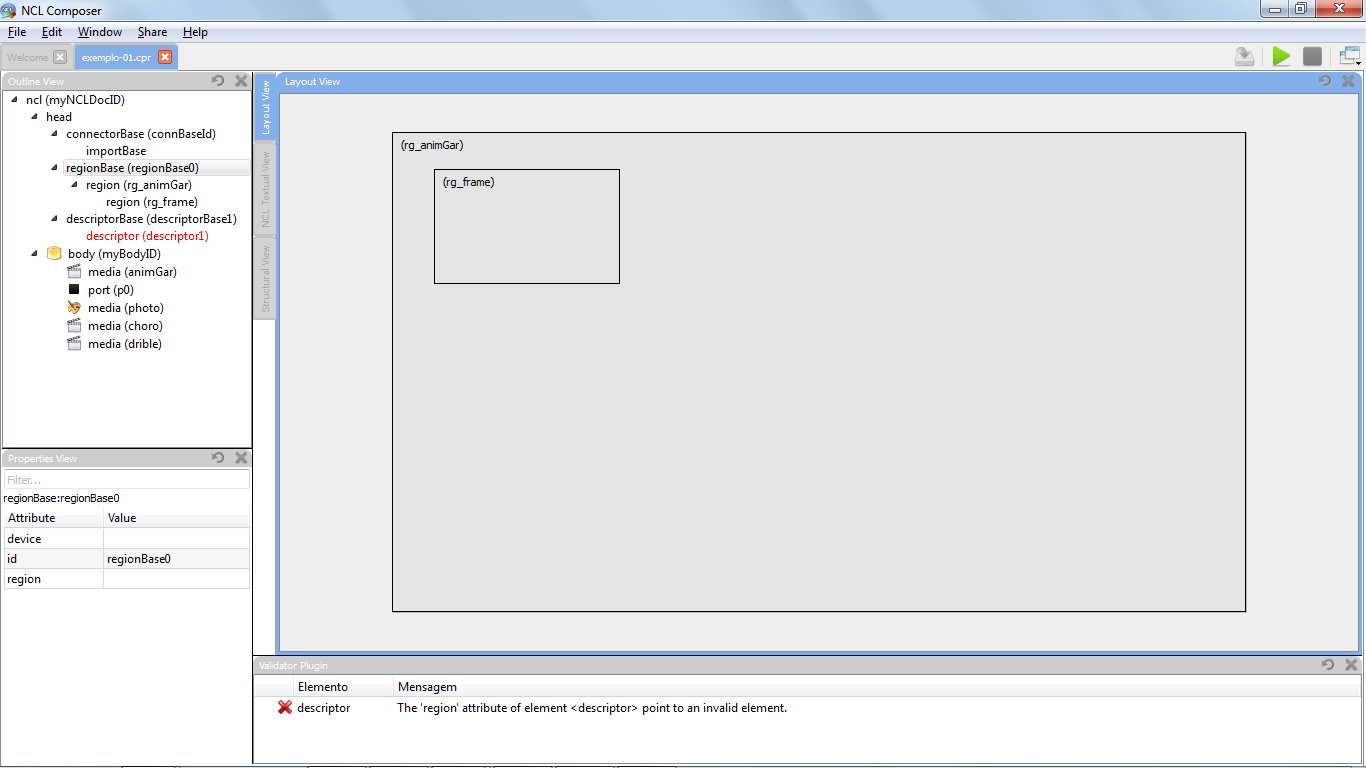 NCL Composer
File Edit Window Share Help
Welcome exemplo-01.cpr
Outline View
ncl (myNCLDocID)
head
connectorBase (connBaseId)
importBase
regionBase (regionBase0)
region (rg_animGar)
region (rg_frame)
descriptorBase (descriptorBase1)
descriptor (descriptor1)
body (myBodyID)
media (animGar)
port (p0)
media (photo)
media (choro)
media (drible)
Properties View
Filter...
regionBase:regionBase0
Attribute Value
device
id regionBase0
region
Layout View
NCL Textual View
Structural View
Layout View
(rg_animGar)
(rg_frame)
Validator Plugin
Elemento Mensagem
descriptor The 'region' attribute of element <descriptor> point to an invalid element.